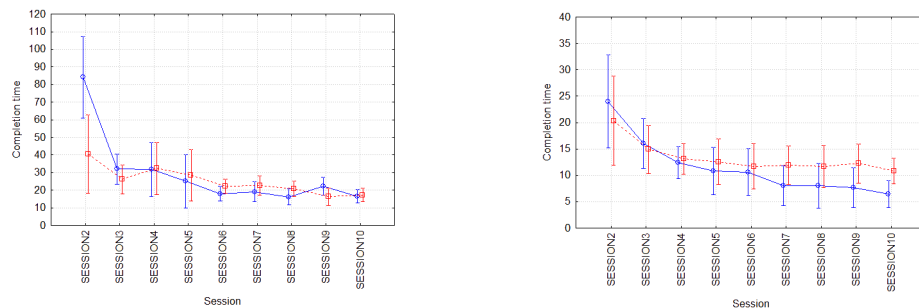 120
110
100
90
80
70
60
50
40
30
20
10
0
Completion time
SESSION2
SESSION3
SESSION4
SESSION5
SESSION6
SESSION7
SESSION8
SESSION9
SESSION10
Session
40
35
30
25
20
15
10
5
0
Completion time
SESSION2
SESSION3
SESSION4
SESSION5
SESSION6
SESSION7
SESSION8
SESSION9
SESSION10
Session